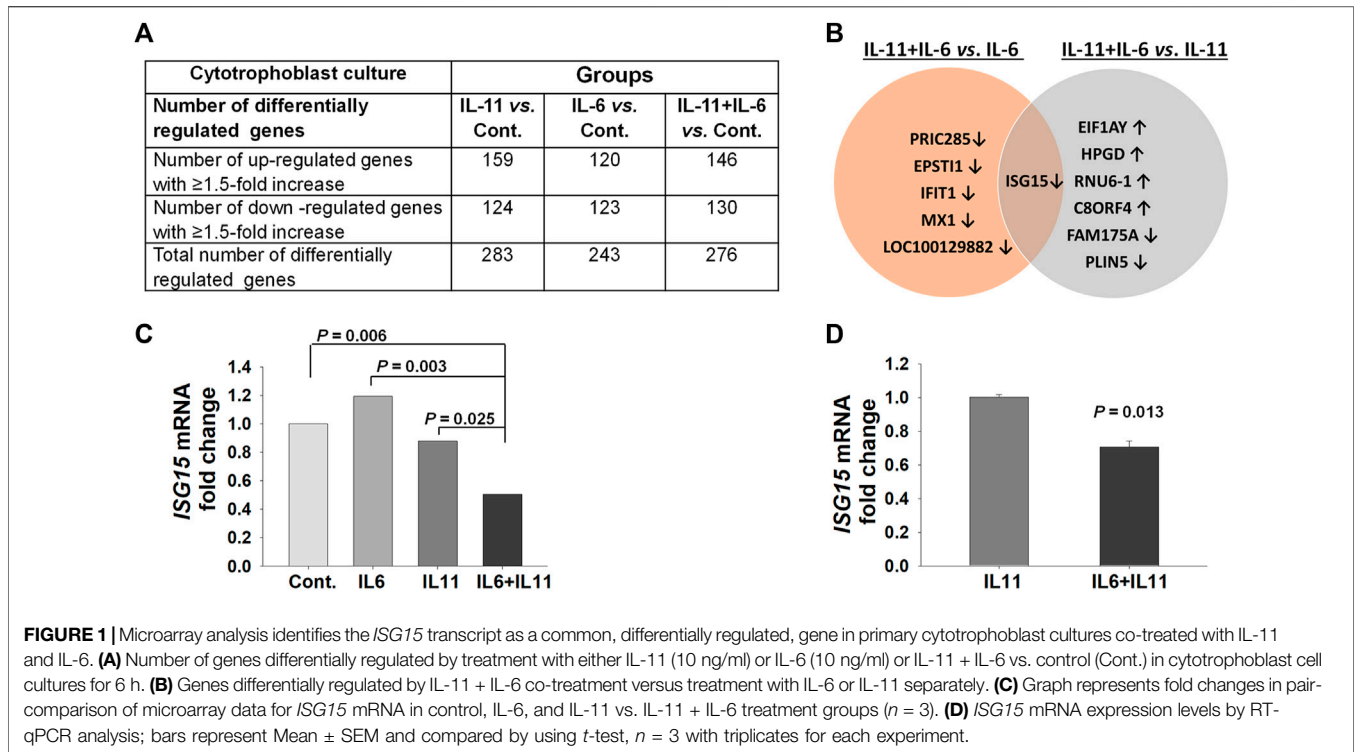 A
Cytotrophoblast culture Groups
Number of differentially regulated genes IL-11 vs. Cont. IL-6 vs. Cont. IL-11+IL-6 vs. Cont.
Number of up-regulated genes with ≥1.5-fold increase 159 120 146
Number of down -regulated genes with ≥1.5-fold increase 124 123 130
Total number of differentially regulated genes 283 243 276
B
IL-11+IL-6 vs. IL-6 IL-11+IL-6 vs. IL-11
PRIC285↓
EPSTI1 ↓
IFIT1 ↓
MX1 ↓
LOC100129882 ↓
ISG15↓
EIF1AY ↑
HPGD ↑
RNU6-1 ↑
C8ORF4 ↑
FAM175A ↓
PLIN5 ↓
C
P = 0.006
P = 0.003
P = 0.025
ISG15 mRNA
fold change
1.4
1.2
1.0
0.8
0.6
0.4
0.2
0.0
Cont. IL6 IL11 IL6+IL11
D
P = 0.013
ISG15 mRNA
fold change
1.2
1.0
0.8
0.6
0.4
0.2
0.0
IL11 IL6+IL11
FIGURE 1 | Microarray analysis identifies the ISG15 transcript as a common, differentially regulated, gene in primary cytotrophoblast cultures co-treated with IL-11
and IL-6. (A) Number of genes differentially regulated by treatment with either IL-11 (10 ng/ml) or IL-6 (10 ng/ml) or IL-11 + IL-6 vs. control (Cont.) in cytotrophoblast cell
cultures for 6 h. (B) Genes differentially regulated by IL-11 + IL-6 co-treatment versus treatment with IL-6 or IL-11 separately. (C) Graph represents fold changes in pair-
comparison of microarray data for ISG15 mRNA in control, IL-6, and IL-11 vs. IL-11 + IL-6 treatment groups (n = 3). (D) ISG15 mRNA expression levels by RT-
qPCR analysis; bars represent Mean ± SEM and compared by using t-test, n = 3 with triplicates for each experiment.